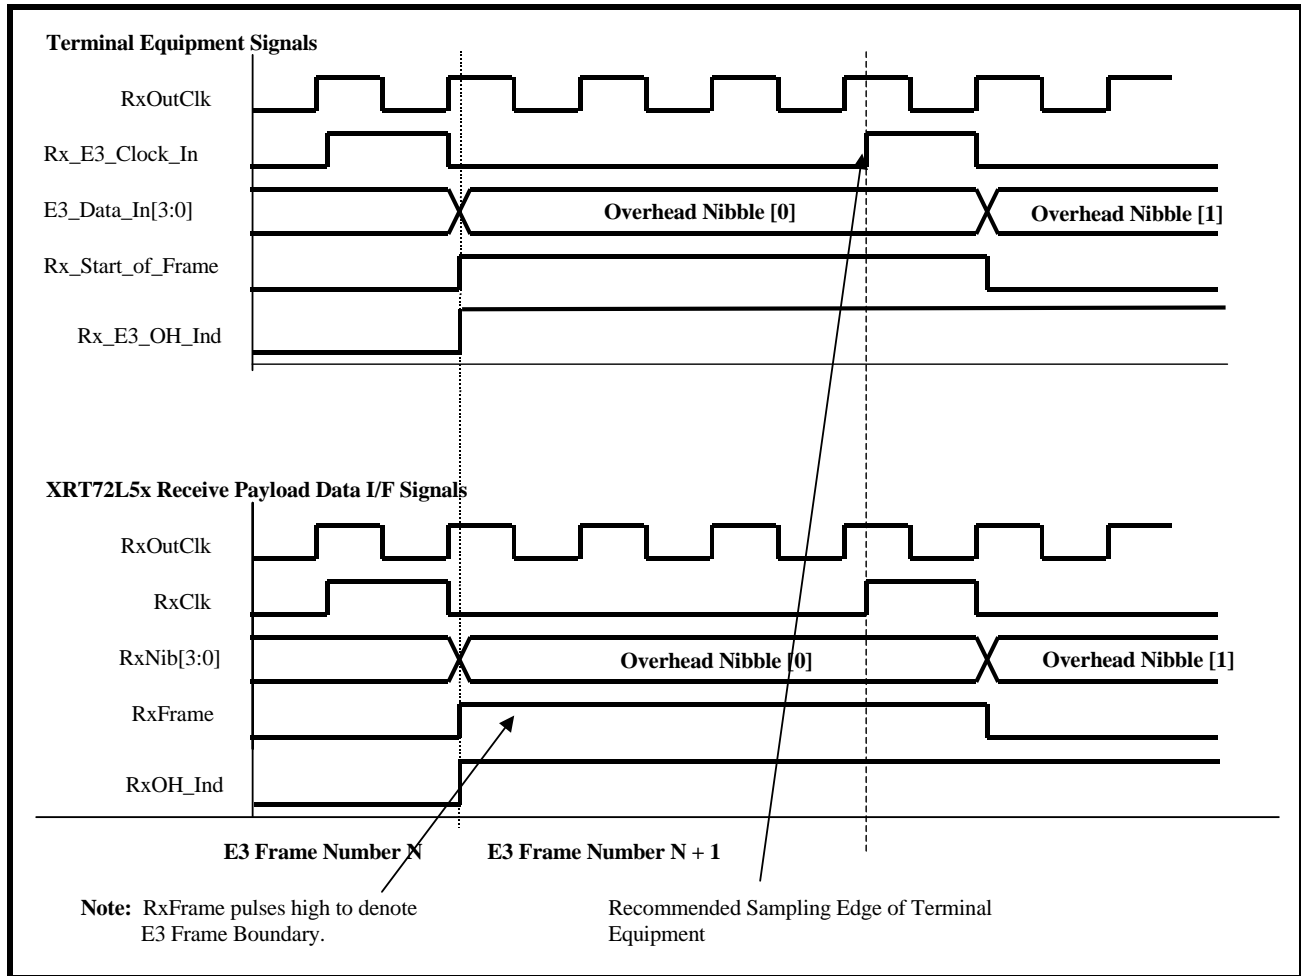 Terminal Equipment Signals
RxOutClk
Rx_E3_Clock_In
E3_Data_In[3:0]
Overhead Nibble [0]
Overhead Nibble [1]
Rx_Start_of_Frame
Rx_E3_OH_Ind
XRT72L5x Receive Payload Data I/F Signals
RxOutClk
RxClk
RxNib[3:0]
Overhead Nibble [0]
Overhead Nibble [1]
RxFrame
RxOH_Ind
E3 Frame Number N
E3 Frame Number N + 1
Note: RxFrame pulses high to denote
E3 Frame Boundary.
Recommended Sampling Edge of Terminal
Equipment